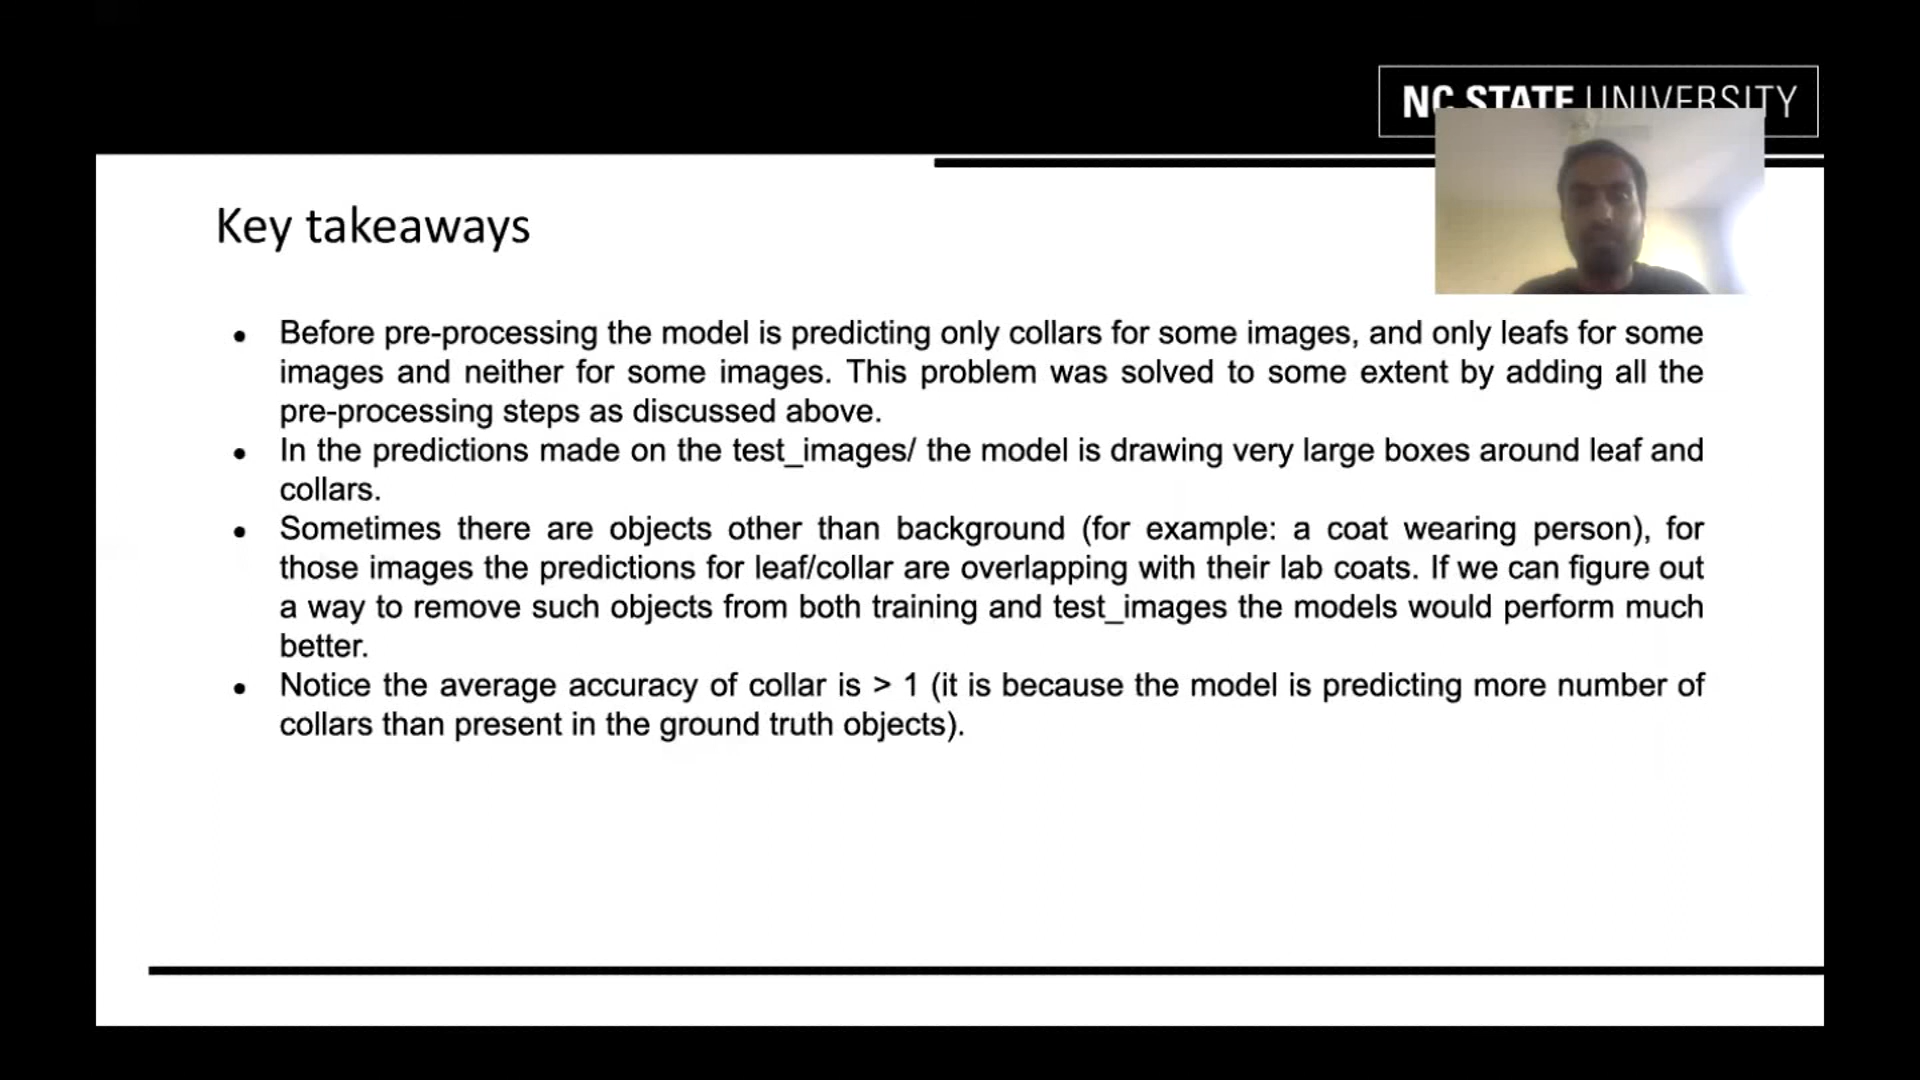 NC STATE UNIVERSITY
Key takeaways
● Before pre-processing the model is predicting only collars for some images, and only leafs for some
images and neither for some images. This problem was solved to some extent by adding all the
pre-processing steps as discussed above.
● In the predictions made on the test_images/ the model is drawing very large boxes around leaf and
collars.
● Sometimes there are objects other than background (for example: a coat wearing person), for
those images the predictions for leaf/collar are overlapping with their lab coats. If we can figure out
a way to remove such objects from both training and test_images the models would perform much
better.
● Notice the average accuracy of collar is > 1 (it is because the model is predicting more number of
collars than present in the ground truth objects).